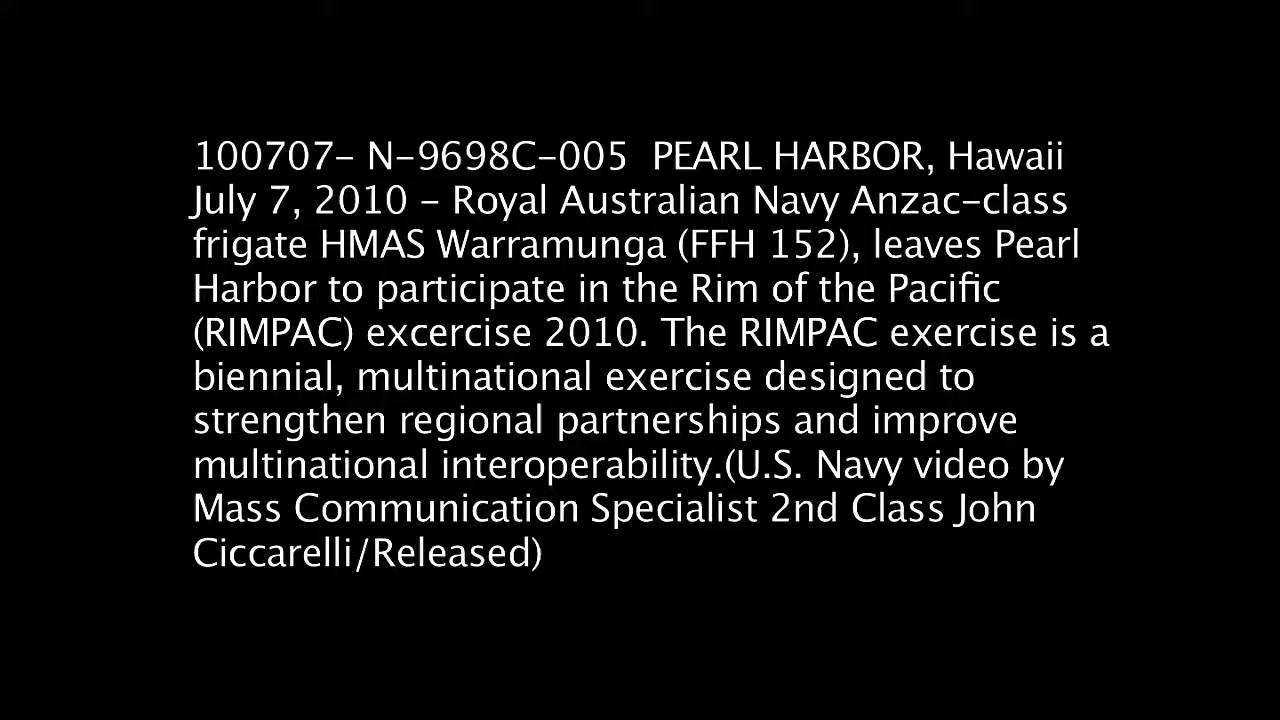 100707- N-9698C-005  PEARL HARBOR, Hawaii
July 7, 2010 - Royal Australian Navy Anzac-class
frigate HMAS Warramunga (FFH 152), leaves Pearl
Harbor to participate in the Rim of the Pacific
(RIMPAC) excercise 2010. The RIMPAC exercise is a
biennial, multinational exercise designed to
strengthen regional partnerships and improve
multinational interoperability.(U.S. Navy video by
Mass Communication Specialist 2nd Class John
Ciccarelli/Released)